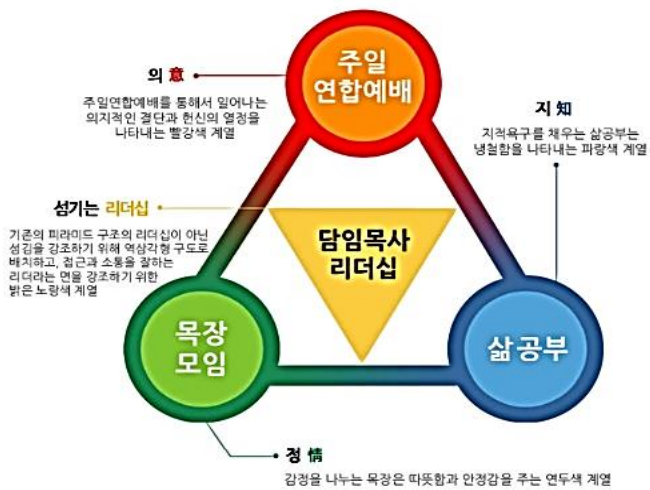 주일
연합예배
의 意
주일연합예배를 통해서 일어나는
의지적인 결단과 헌신의 열정을
나타내는 빨강색 계열
지 知
지적욕구를 채우는 삶공부는
냉철함을 나타내는 파랑색 계열
섬기는 리더십
기존의 피라미드 구조의 리더십이 아닌
섬김을 강조하기 위해 역삼각형 구도로
배치하고, 접근과 소통을 잘하는
리더라는 면을 강조하기 위한
밝은 노랑색 계열
담임목사
리더십
목장
모임
삶공부
정 情
감정을 나누는 목장은 따뜻함과 안정감을 주는 연두색 계열